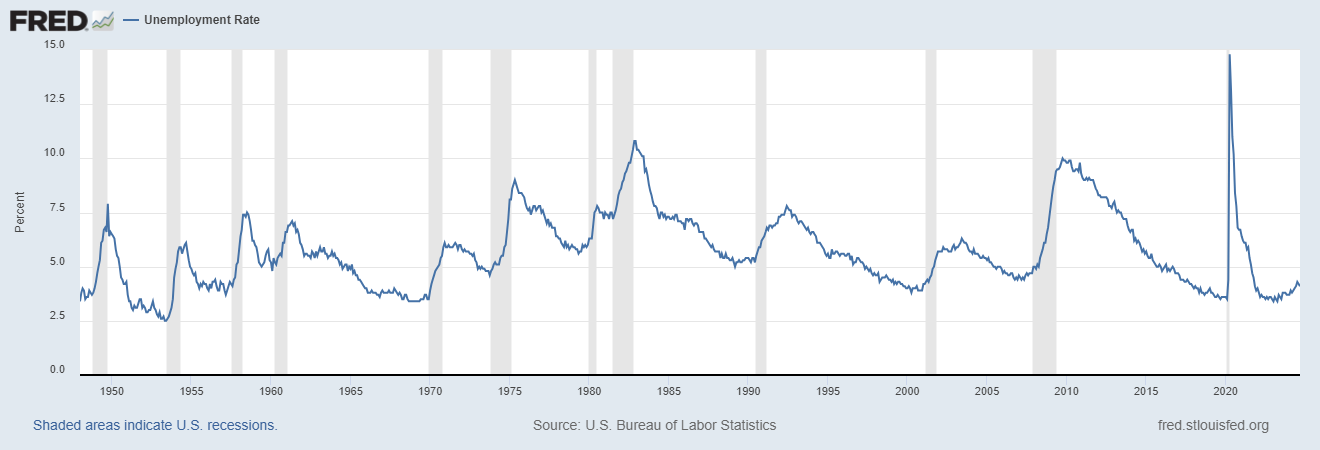 FRED
Unemployment Rate
15.0
12.5
10.0
7.5
5.0
2.5
0.0
Percent
1950 1955 1960 1965 1970 1975 1980 1985 1990 1995 2000 2005 2010 2015 2020
Shaded areas indicate U.S. recessions. Source: U.S. Bureau of Labor Statistics fred.stlouisfed.org